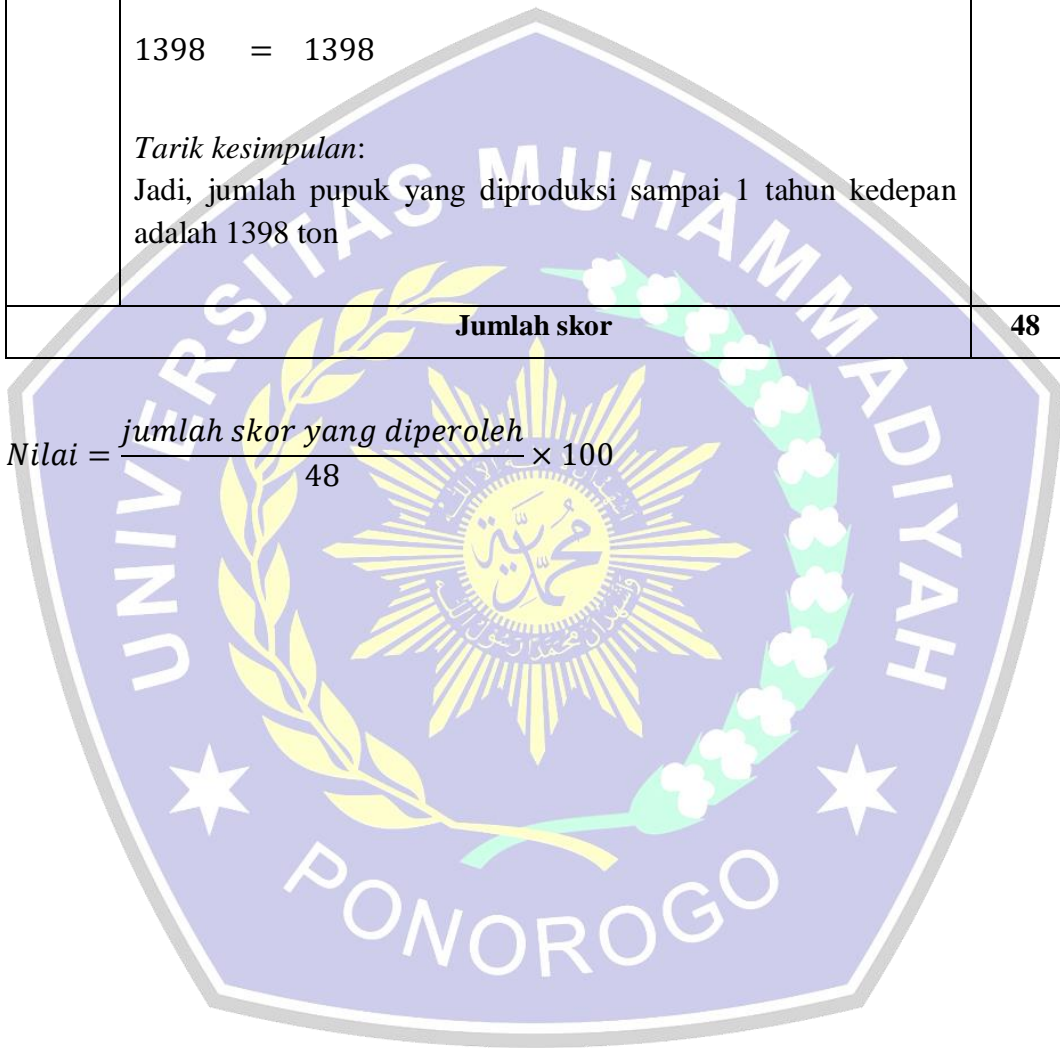 1398 = 1398
Tarik kesimpulan:
Jadi, jumlah pupuk yang diproduksi sampai 1 tahun kedepan
adalah 1398 ton
Jumlah skor 48
Nilai = jumlah skor yang diperoleh / 48 × 100
UNIVERSITAS MUHAMMADIYAH
PONOROGO